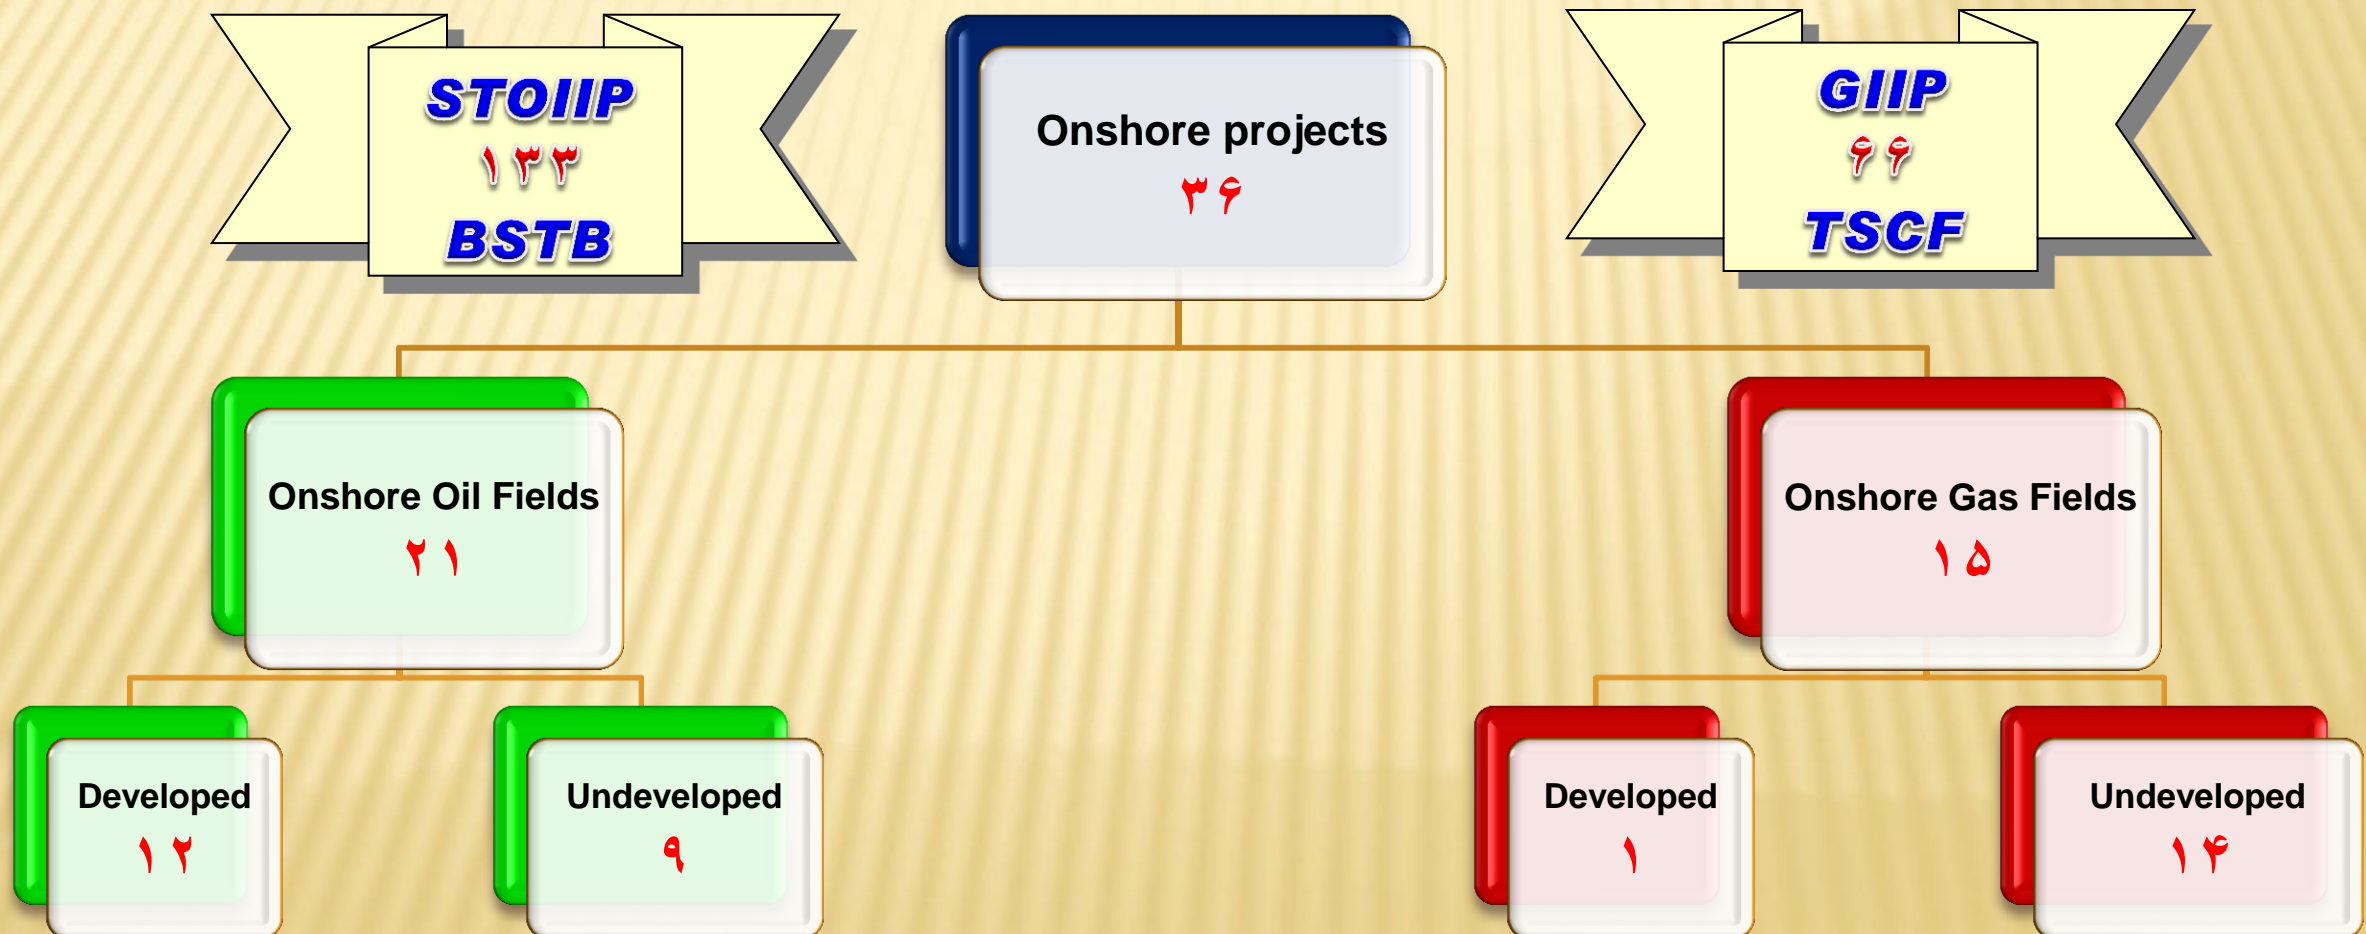 STOIIP
۱۳۳
BSTB
Onshore projects
۳۶
GIIP
۶۶
TSCF
Onshore Oil Fields
۲۱
Onshore Gas Fields
۱۵
Developed
۱۲
Undeveloped
۹
Developed
۱
Undeveloped
۱۴